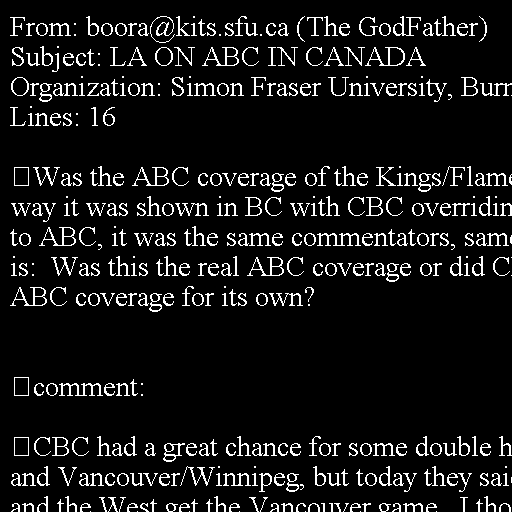 From: boora@kits.sfu.ca (The GodFather)
Subject: LA ON ABC IN CANADA
Organization: Simon Fraser University, Burn
Lines: 16

Was the ABC coverage of the Kings/Flame
way it was shown in BC with CBC overridin
to ABC, it was the same commentators, sam
is:  Was this the real ABC coverage or did C
ABC coverage for its own?

comment:

CBC had a great chance for some double h
and Vancouver/Winnipeg, but today they sai
and the West get the Vancouver game.  I tho